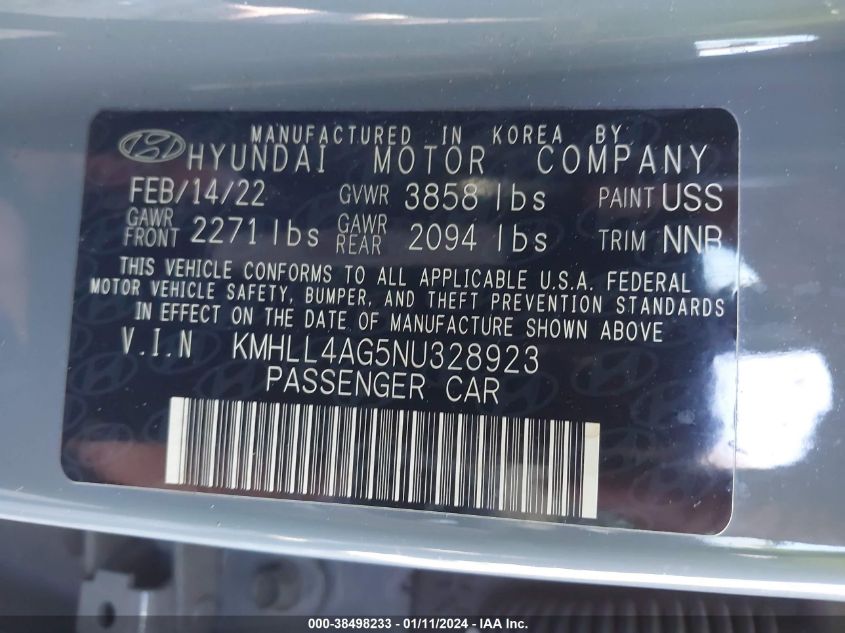 MANUFACTURED IN KOREA BY
HYUNDAI MOTOR COMPANY
FEB/14/22 GVWR 3858 lbs PAINT USS
GAWR FRONT 2271 lbs GAWR REAR 2094 lbs TRIM NNB
THIS VEHICLE CONFORMS TO ALL APPLICABLE U.S.A. FEDERAL
MOTOR VEHICLE SAFETY, BUMPER, AND THEFT PREVENTION STANDARDS
IN EFFECT ON THE DATE OF MANUFACTURE SHOWN ABOVE
V.I.N KMHLL4AG5NU328923
PASSENGER CAR
000-38498233 - 01/11/2024 - IAA Inc.